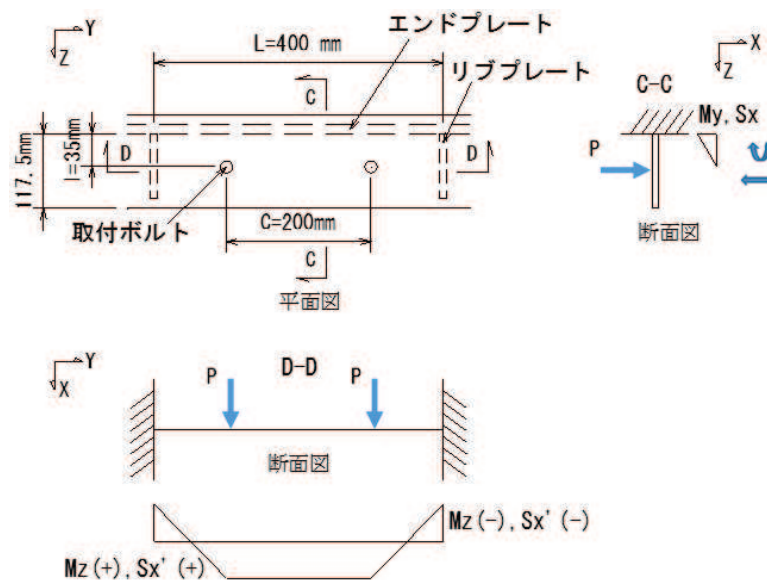 Y
Z
L=400 mm
エンドプレート
リブプレート
C
D
D
117.5mm
l=35mm
取付ボルト
C=200mm
C
平面図
X
Z
C-C
My, Sx
P
断面図
Y
X
D-D
P
P
断面図
Mz(-), Sx'(-)
Mz(+), Sx'(+)